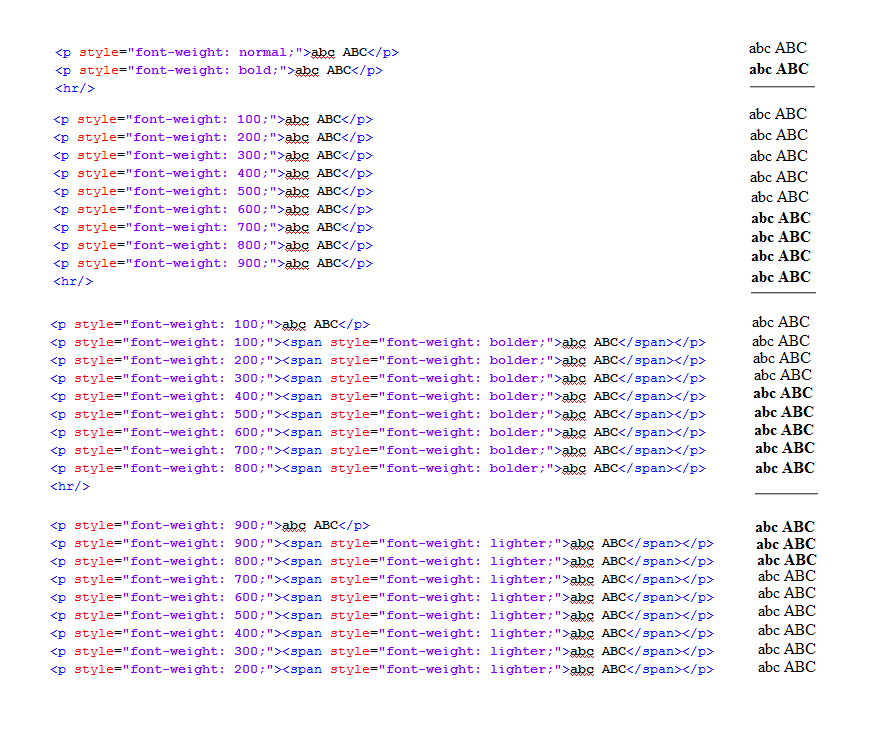 <p style="font-weight: normal;">abc ABC</p> abc ABC
<p style="font-weight: bold;">abc ABC</p> abc ABC
<hr/>
<p style="font-weight: 100;">abc ABC</p> abc ABC
<p style="font-weight: 200;">abc ABC</p> abc ABC
<p style="font-weight: 300;">abc ABC</p> abc ABC
<p style="font-weight: 400;">abc ABC</p> abc ABC
<p style="font-weight: 500;">abc ABC</p> abc ABC
<p style="font-weight: 600;">abc ABC</p> abc ABC
<p style="font-weight: 700;">abc ABC</p> abc ABC
<p style="font-weight: 800;">abc ABC</p> abc ABC
<p style="font-weight: 900;">abc ABC</p> abc ABC
<hr/>
<p style="font-weight: 100;">abc ABC</p> abc ABC
<p style="font-weight: 100;"><span style="font-weight: bolder;">abc ABC</span></p> abc ABC
<p style="font-weight: 200;"><span style="font-weight: bolder;">abc ABC</span></p> abc ABC
<p style="font-weight: 300;"><span style="font-weight: bolder;">abc ABC</span></p> abc ABC
<p style="font-weight: 400;"><span style="font-weight: bolder;">abc ABC</span></p> abc ABC
<p style="font-weight: 500;"><span style="font-weight: bolder;">abc ABC</span></p> abc ABC
<p style="font-weight: 600;"><span style="font-weight: bolder;">abc ABC</span></p> abc ABC
<p style="font-weight: 700;"><span style="font-weight: bolder;">abc ABC</span></p> abc ABC
<p style="font-weight: 800;"><span style="font-weight: bolder;">abc ABC</span></p> abc ABC
<hr/>
<p style="font-weight: 900;">abc ABC</p> abc ABC
<p style="font-weight: 900;"><span style="font-weight: lighter;">abc ABC</span></p> abc ABC
<p style="font-weight: 800;"><span style="font-weight: lighter;">abc ABC</span></p> abc ABC
<p style="font-weight: 700;"><span style="font-weight: lighter;">abc ABC</span></p> abc ABC
<p style="font-weight: 600;"><span style="font-weight: lighter;">abc ABC</span></p> abc ABC
<p style="font-weight: 500;"><span style="font-weight: lighter;">abc ABC</span></p> abc ABC
<p style="font-weight: 400;"><span style="font-weight: lighter;">abc ABC</span></p> abc ABC
<p style="font-weight: 300;"><span style="font-weight: lighter;">abc ABC</span></p> abc ABC
<p style="font-weight: 200;"><span style="font-weight: lighter;">abc ABC</span></p> abc ABC